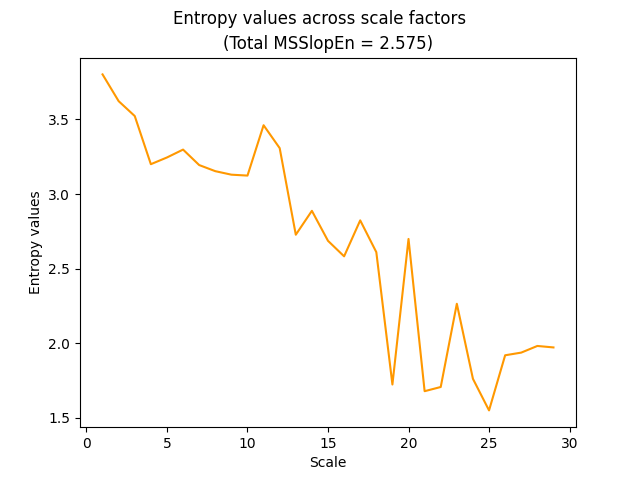 Entropy values across scale factors
(Total MSSlopEn = 2.575)
3.5
3.0
2.5
2.0
1.5
Entropy values
0 5 10 15 20 25 30
Scale